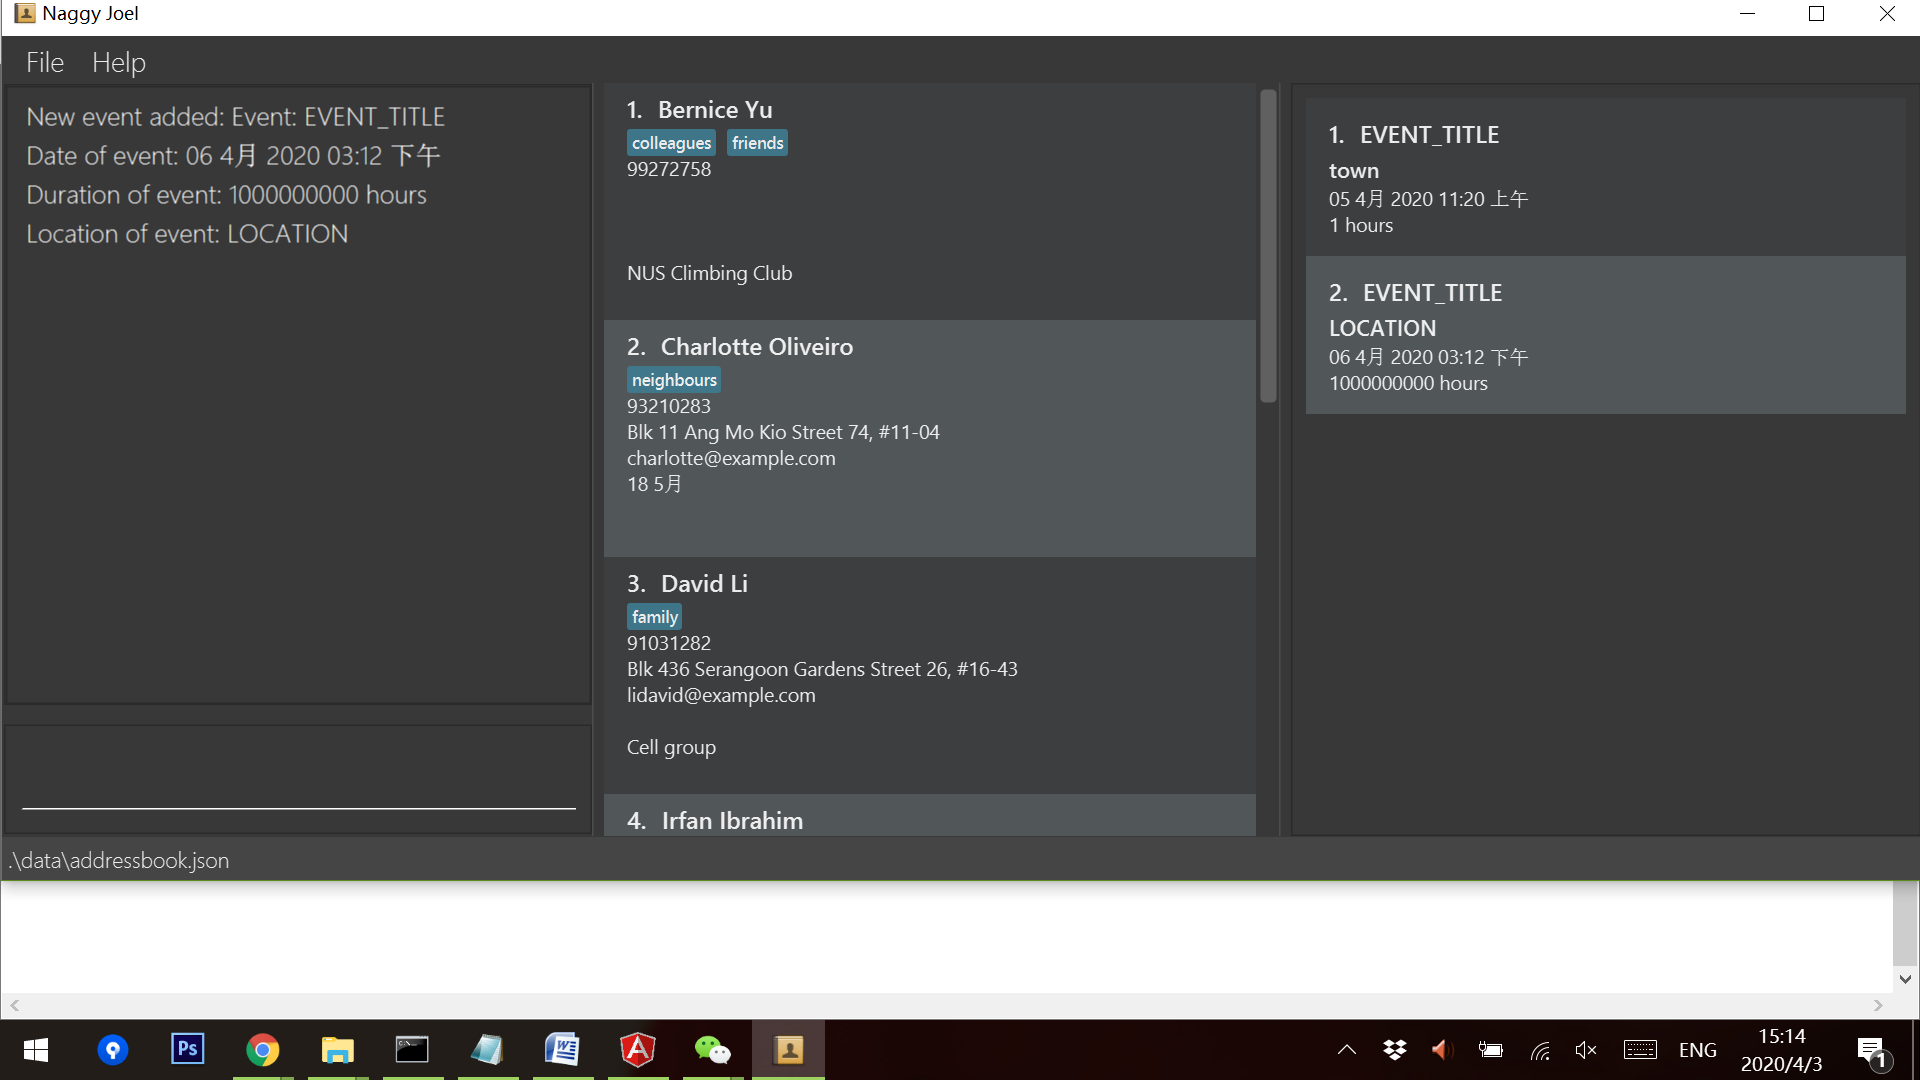 Naggy Joel
File Help
New event added: Event: EVENT_TITLE
Date of event: 06 4月 2020 03:12 下午
Duration of event: 1000000000 hours
Location of event: LOCATION
1. Bernice Yu
colleagues friends
99272758
NUS Climbing Club
2. Charlotte Oliveiro
neighbours
93210283
Blk 11 Ang Mo Kio Street 74, #11-04
charlotte@example.com
18 5月
3. David Li
family
91031282
Blk 436 Serangoon Gardens Street 26, #16-43
lidavid@example.com
Cell group
4. Irfan Ibrahim
1. EVENT_TITLE
town
05 4月 2020 11:20 上午
1 hours
2. EVENT_TITLE
LOCATION
06 4月 2020 03:12 下午
1000000000 hours
.\data\addressbook.json
Ps
ENG
15:14
2020/4/3
1